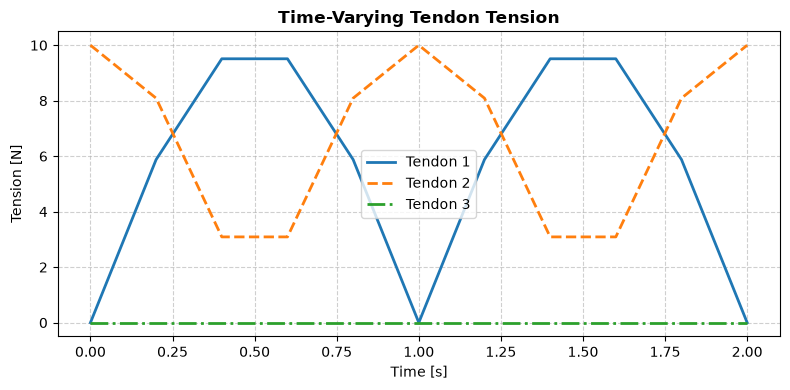 Time-Varying Tendon Tension
Tension [N]
10
8
6
4
2
0
Tendon 1
Tendon 2
Tendon 3
0.00 0.25 0.50 0.75 1.00 1.25 1.50 1.75 2.00
Time [s]